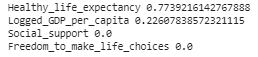 Healthy_life_expectancy 0.7739216142767888
Logged_GDP_per_capita 0.22607838572321115
Social_support 0.0
Freedom_to_make_life_choices 0.0